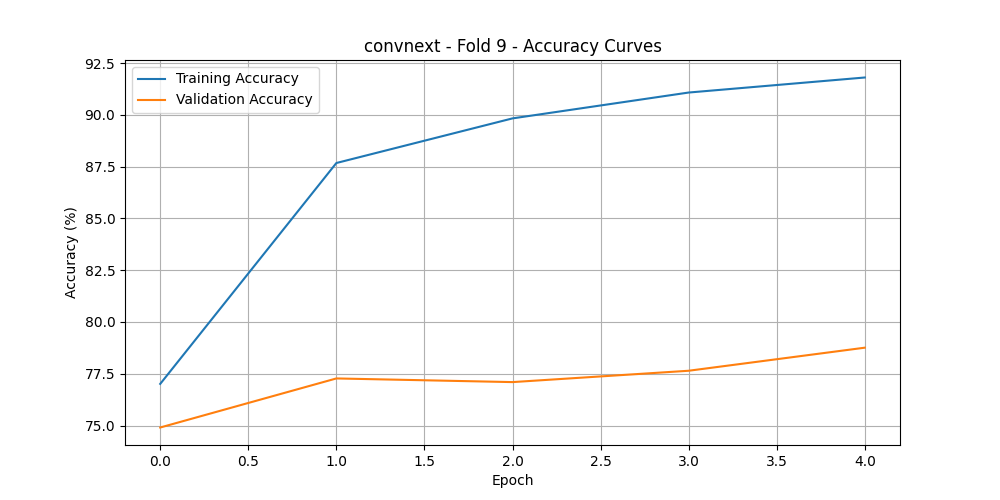 convnext - Fold 9 - Accuracy Curves
Training Accuracy
Validation Accuracy
92.5
90.0
87.5
85.0
82.5
80.0
77.5
75.0
Accuracy (%)
0.0 0.5 1.0 1.5 2.0 2.5 3.0 3.5 4.0
Epoch